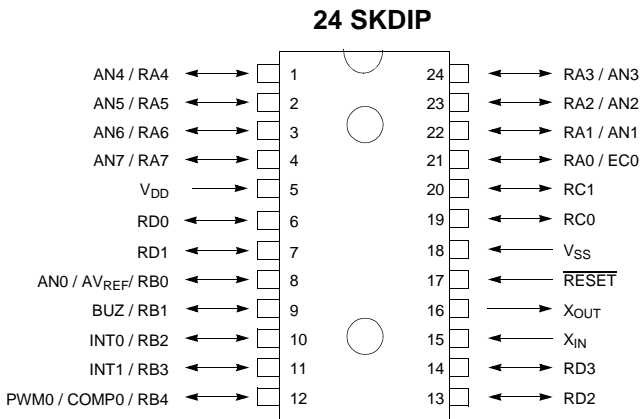 24 SKDIP
AN4 / RA4 1 24 RA3 / AN3
AN5 / RA5 2 23 RA2 / AN2
AN6 / RA6 3 22 RA1 / AN1
AN7 / RA7 4 21 RA0 / EC0
VDD 5 20 RC1
RD0 6 19 RC0
RD1 7 18 VSS
AN0 / AVREF/ RB0 8 17 RESET
BUZ / RB1 9 16 XOUT
INT0 / RB2 10 15 XIN
INT1 / RB3 11 14 RD3
PWM0 / COMP0 / RB4 12 13 RD2